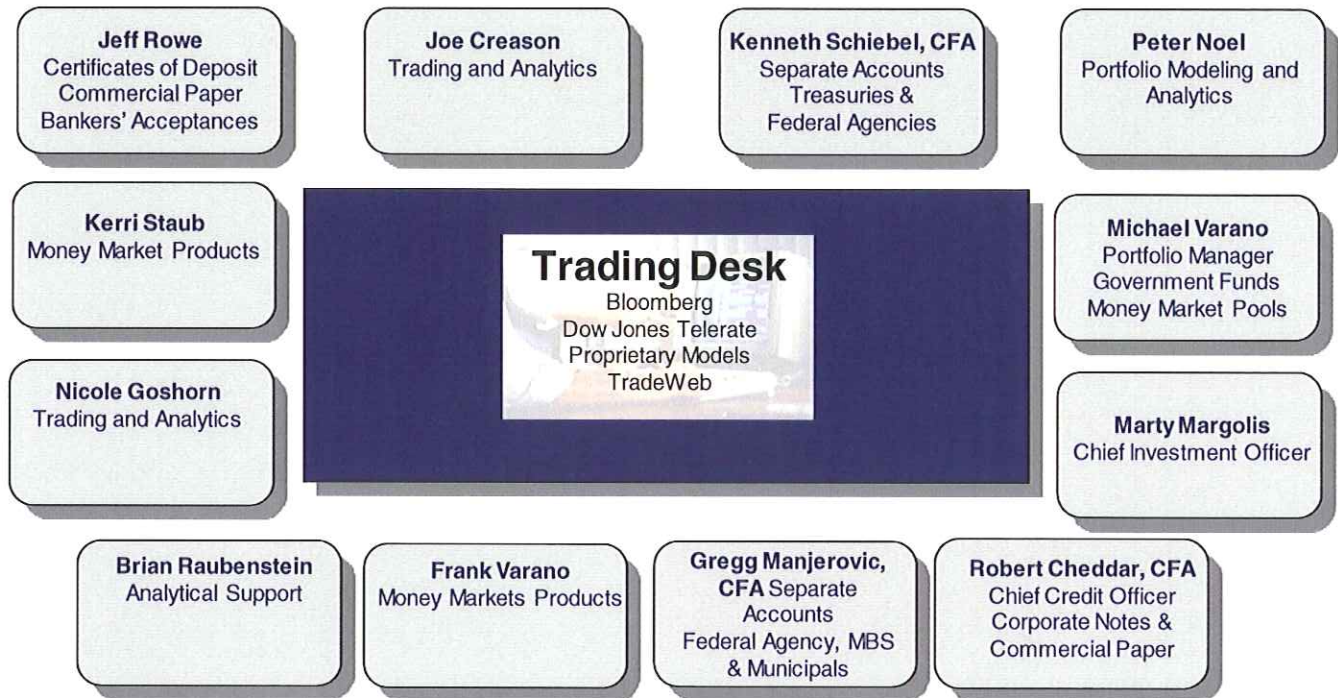 Jeff Rowe
Certificates of Deposit
Commercial Paper
Bankers' Acceptances
Joe Creason
Trading and Analytics
Kenneth Schiebel, CFA
Separate Accounts
Treasuries &
Federal Agencies
Peter Noel
Portfolio Modeling and
Analytics
Kerri Staub
Money Market Products
Trading Desk
Bloomberg
Dow Jones Telerate
Proprietary Models
TradeWeb
Michael Varano
Portfolio Manager
Government Funds
Money Market Pools
Nicole Goshorn
Trading and Analytics
Marty Margolis
Chief Investment Officer
Brian Raubenstein
Analytical Support
Frank Varano
Money Markets Products
Gregg Manjerovic,
CFA Separate
Accounts
Federal Agency, MBS
& Municipals
Robert Cheddar, CFA
Chief Credit Officer
Corporate Notes &
Commercial Paper